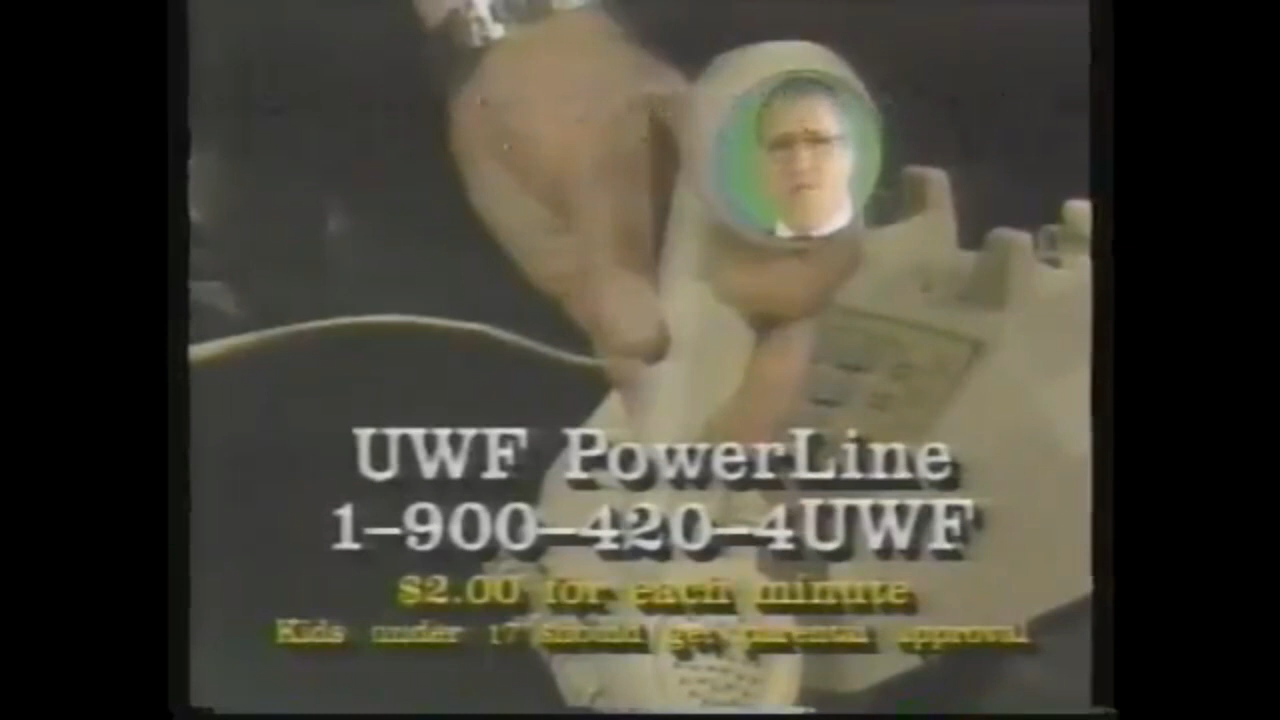 UWF PowerLine
1-900-420-4UWF
$2.00 for each minute
Kids under 17 should get parental approval